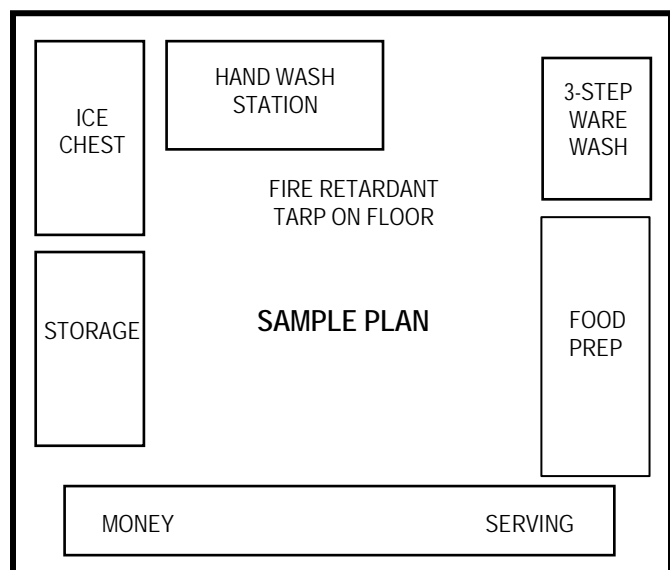 ICE
CHEST
HAND WASH
STATION
3-STEP
WARE
WASH
FIRE RETARDANT
TARP ON FLOOR
STORAGE
SAMPLE PLAN
FOOD
PREP
MONEY
SERVING